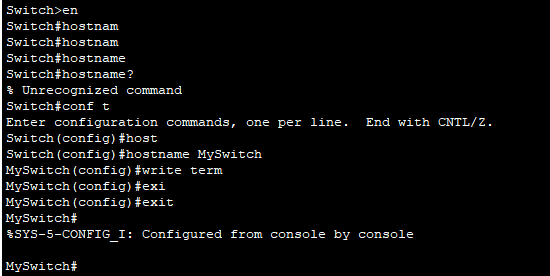 Switch>en
Switch#hostnam
Switch#hostnam
Switch#hostname
Switch#hostname?
% Unrecognized command
Switch#conf t
Enter configuration commands, one per line.  End with CNTL/Z.
Switch(config)#host
Switch(config)#hostname MySwitch
MySwitch(config)#write term
MySwitch(config)#exi
MySwitch(config)#exit
MySwitch#
%SYS-5-CONFIG_I: Configured from console by console
MySwitch#